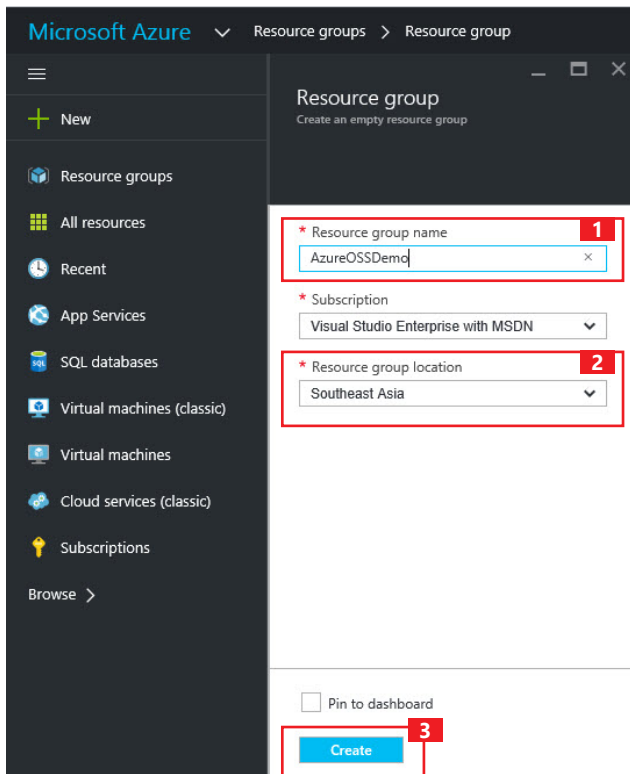 Microsoft Azure Resource groups > Resource group
New
Resource groups
All resources
Recent
App Services
SQL
SQL databases
Virtual machines (classic)
Virtual machines
Cloud services (classic)
Subscriptions
Browse >
Resource group
Create an empty resource group
* Resource group name
1
AzureOSSDemo
* Subscription
Visual Studio Enterprise with MSDN
2
* Resource group location
Southeast Asia
Pin to dashboard
3
Create